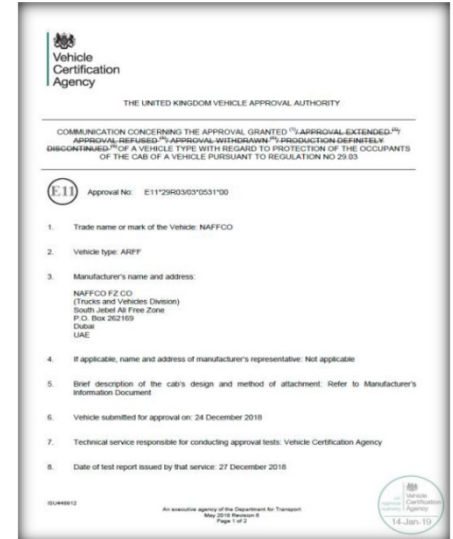 Vehicle
Certification
Agency
THE UNITED KINGDOM VEHICLE APPROVAL AUTHORITY
COMMUNICATION CONCERNING THE APPROVAL GRANTED (1)/ APPROVAL EXTENDED (1)/
APPROVAL REFUSED (1)/ APPROVAL WITHDRAWN (1)/ PRODUCTION DEFINITELY
DISCONTINUED (1) OF A VEHICLE TYPE WITH REGARD TO PROTECTION OF THE OCCUPANTS
OF THE CAB OF A VEHICLE PURSUANT TO REGULATION NO 29.03
E11 Approval No: E11*29R03/03*0531*00
1. Trade name or mark of the Vehicle: NAFFCO
2. Vehicle type: ARFF
3. Manufacturer's name and address:
NAFFCO FZ CO
(Trucks and Vehicles Division)
South Jebel Ali Free Zone
P.O. Box 262169
Dubai
UAE
4. If applicable, name and address of manufacturer's representative: Not applicable
5. Brief description of the cab's design and method of attachment: Refer to Manufacturer's
Information Document
6. Vehicle submitted for approval on: 24 December 2018
7. Technical service responsible for conducting approval tests: Vehicle Certification Agency
8. Date of test report issued by that service: 27 December 2018
An executive agency of the Department for Transport
May 2018 Revision 6
Page 1 of 2
Vehicle
Certification
Agency
14-Jan-19